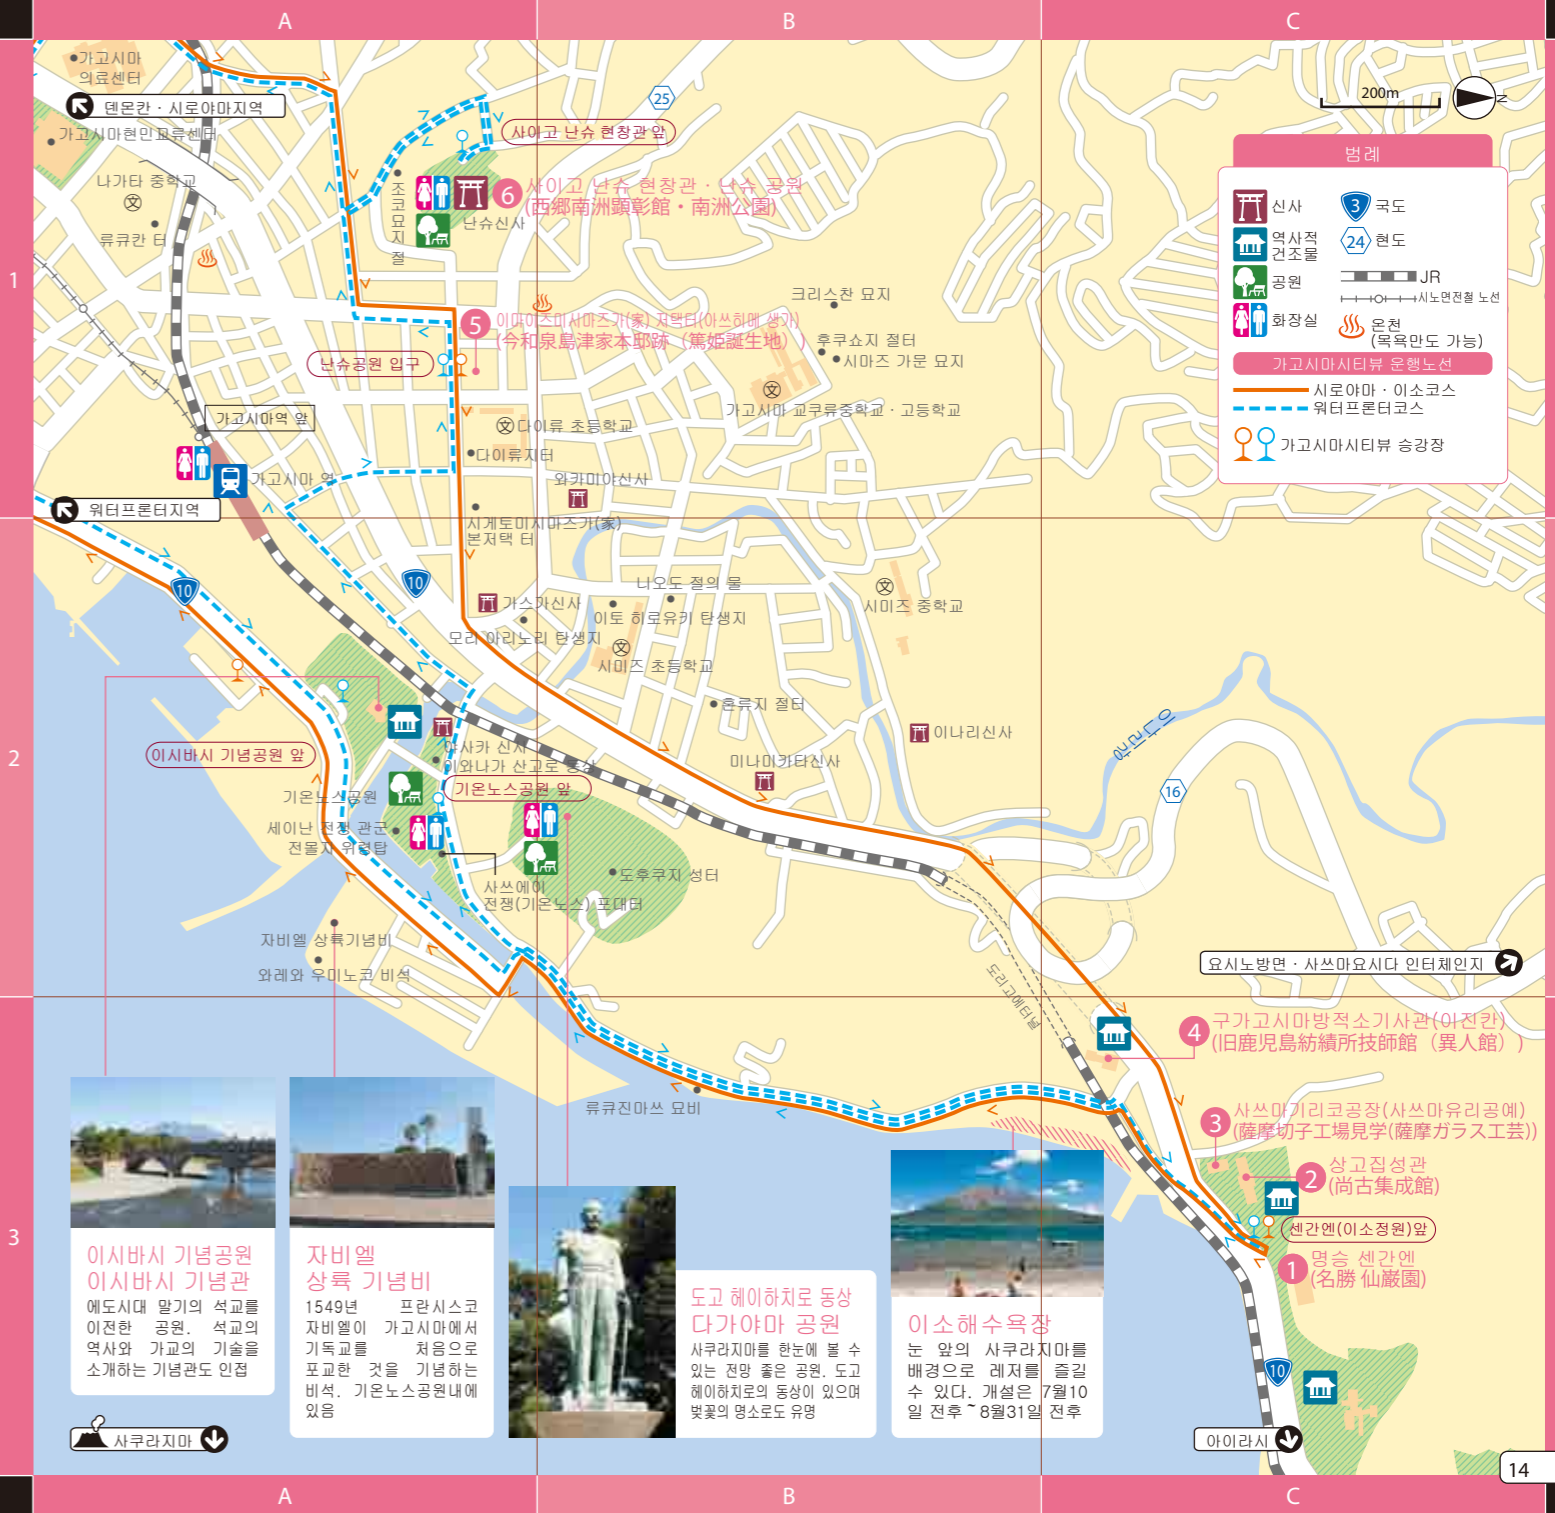 A
B
C
가고시마
의료센터
덴몬칸 · 시로야마지역
가고시마현민교류센터
나가타 중학교
文
류큐칸 터
조코묘지 절
25
사이고 난슈 현창관 앞
6
사이고 난슈 현창관 · 난슈 공원
(西郷南洲顕彰館・南洲公園)
난슈신사
200m
N
범례
신사
3
국도
역사적
건조물
24
현도
공원
JR
시노면전철 노선
화장실
온천
(목욕만도 가능)
가고시마시티뷰 운행노선
시로야마 · 이소코스
워터프론터코스
가고시마시티뷰 승강장
1
5
이마이즈미시마즈가(家) 저택터(아쓰히메 생가)
(今和泉島津家本邸跡（篤姫誕生地）)
난슈공원 입구
크리스찬 묘지
후쿠쇼지 절터
시마즈 가문 묘지
文
가고시마 교쿠류중학교 · 고등학교
가고시마역 앞
文
다이류 초등학교
다이류지터
가고시마 역
와카미야신사
워터프론터지역
시게토미시마즈가(家)
본저택 터
10
10
니오도 절의 물
가스가신사
이토 히로유키 탄생지
모리 아리노리 탄생지
文
시미즈 초등학교
文
시미즈 중학교
혼류지 절터
이나리신사
미나미카타신사
이나리강
16
2
이시바시 기념공원 앞
야사카 신사
이와나가 산고로 동상
기온노스공원 앞
기온노스공원
세이난 전쟁 관군
전몰자 위령탑
도후쿠지 성터
사쓰에이
전쟁(기온노스) 포대터
자비엘 상륙기념비
와레와 우미노코 비석
도리고에터널
요시노방면 · 사쓰마요시다 인터체인지
4
구가고시마방적소기사관(이진칸)
(旧鹿児島紡績所技師館（異人館）)
류큐진마쓰 묘비
3
사쓰마기리코공장(사쓰마유리공예)
(薩摩切子工場見学(薩摩ガラス工芸))
2
상고집성관
(尚古集成館)
센간엔(이소정원)앞
1
명승 센간엔
(名勝 仙巌園)
3
이시바시 기념공원
이시바시 기념관
에도시대 말기의 석교를
이전한 공원. 석교의
역사와 가교의 기술을
소개하는 기념관도 인접
자비엘
상륙 기념비
1549년 프란시스코
자비엘이 가고시마에서
기독교를 처음으로
포교한 것을 기념하는
비석. 기온노스공원내에
있음
도고 헤이하치로 동상
다가야마 공원
사쿠라지마를 한눈에 볼 수
있는 전망 좋은 공원. 도고
헤이하치로의 동상이 있으며
벚꽃의 명소로도 유명
이소해수욕장
눈 앞의 사쿠라지마를
배경으로 레저를 즐길
수 있다. 개설은 7월10
일 전후~8월31일 전후
사쿠라지마
10
아이라시
14
A
B
C